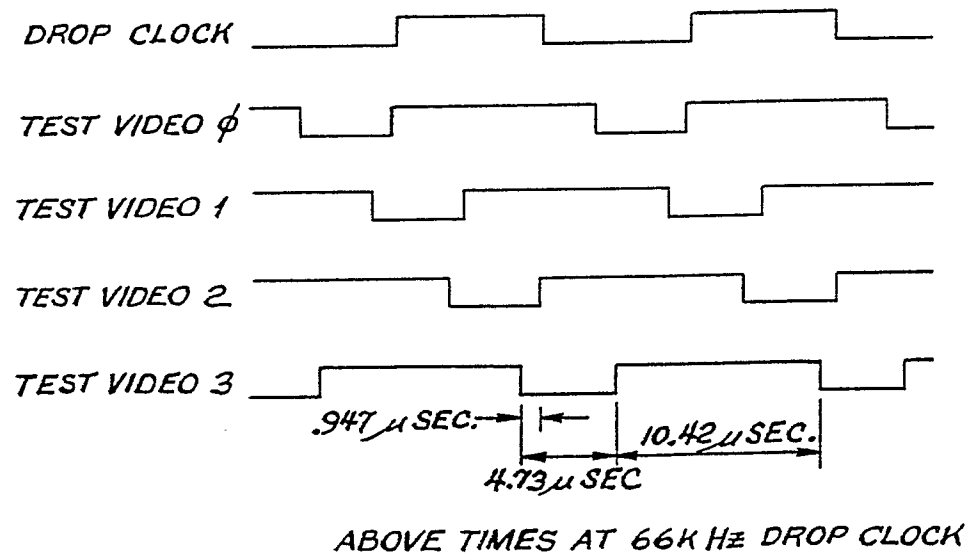 DROP CLOCK
TEST VIDEO ϕ
TEST VIDEO 1
TEST VIDEO 2
TEST VIDEO 3
.947 μ SEC.
10.42 μ SEC.
4.73 μ SEC
ABOVE TIMES AT 66K Hz DROP CLOCK